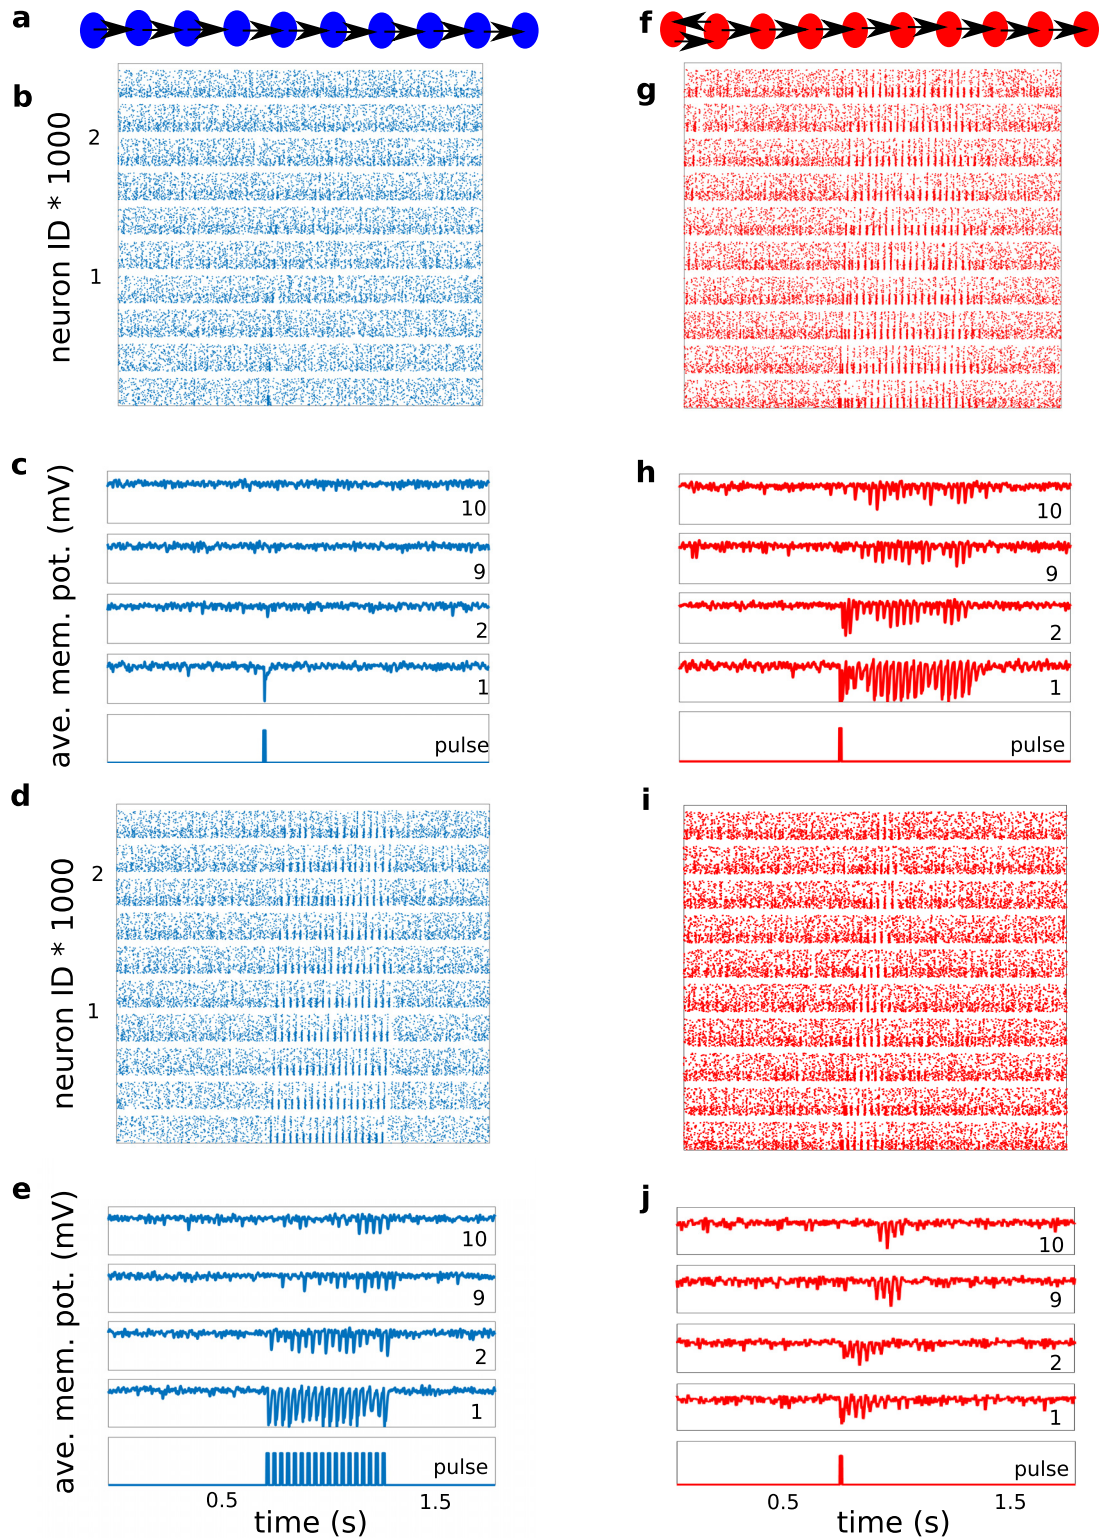 a
f
b
neuron ID * 1000
2
1
g
c
ave. mem. pot. (mV)
10
9
2
1
pulse
h
10
9
2
1
pulse
d
neuron ID * 1000
2
1
i
e
ave. mem. pot. (mV)
10
9
2
1
pulse
0.5
1.5
time (s)
j
10
9
2
1
pulse
0.5
1.5
time (s)